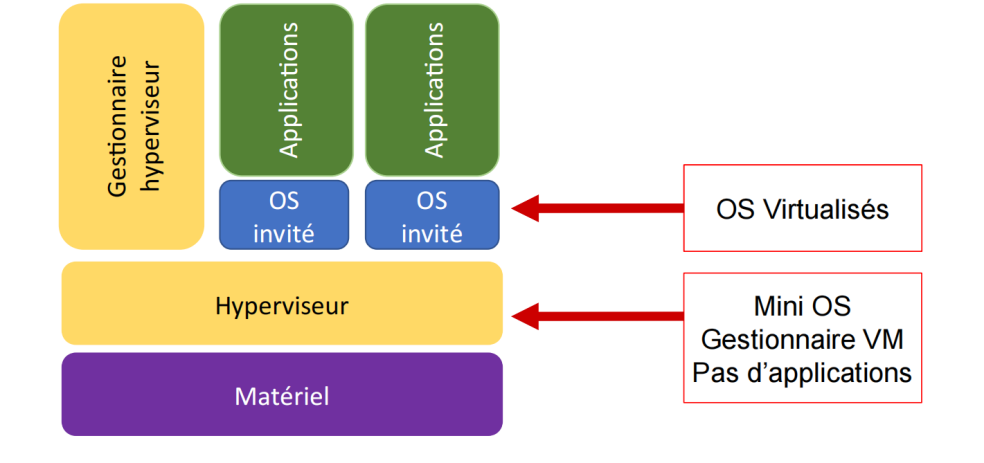 Gestionnaire
hyperviseur
Applications
Applications
OS
invité
OS
invité
OS Virtualisés
Hyperviseur
Mini OS
Gestionnaire VM
Pas d’applications
Matériel